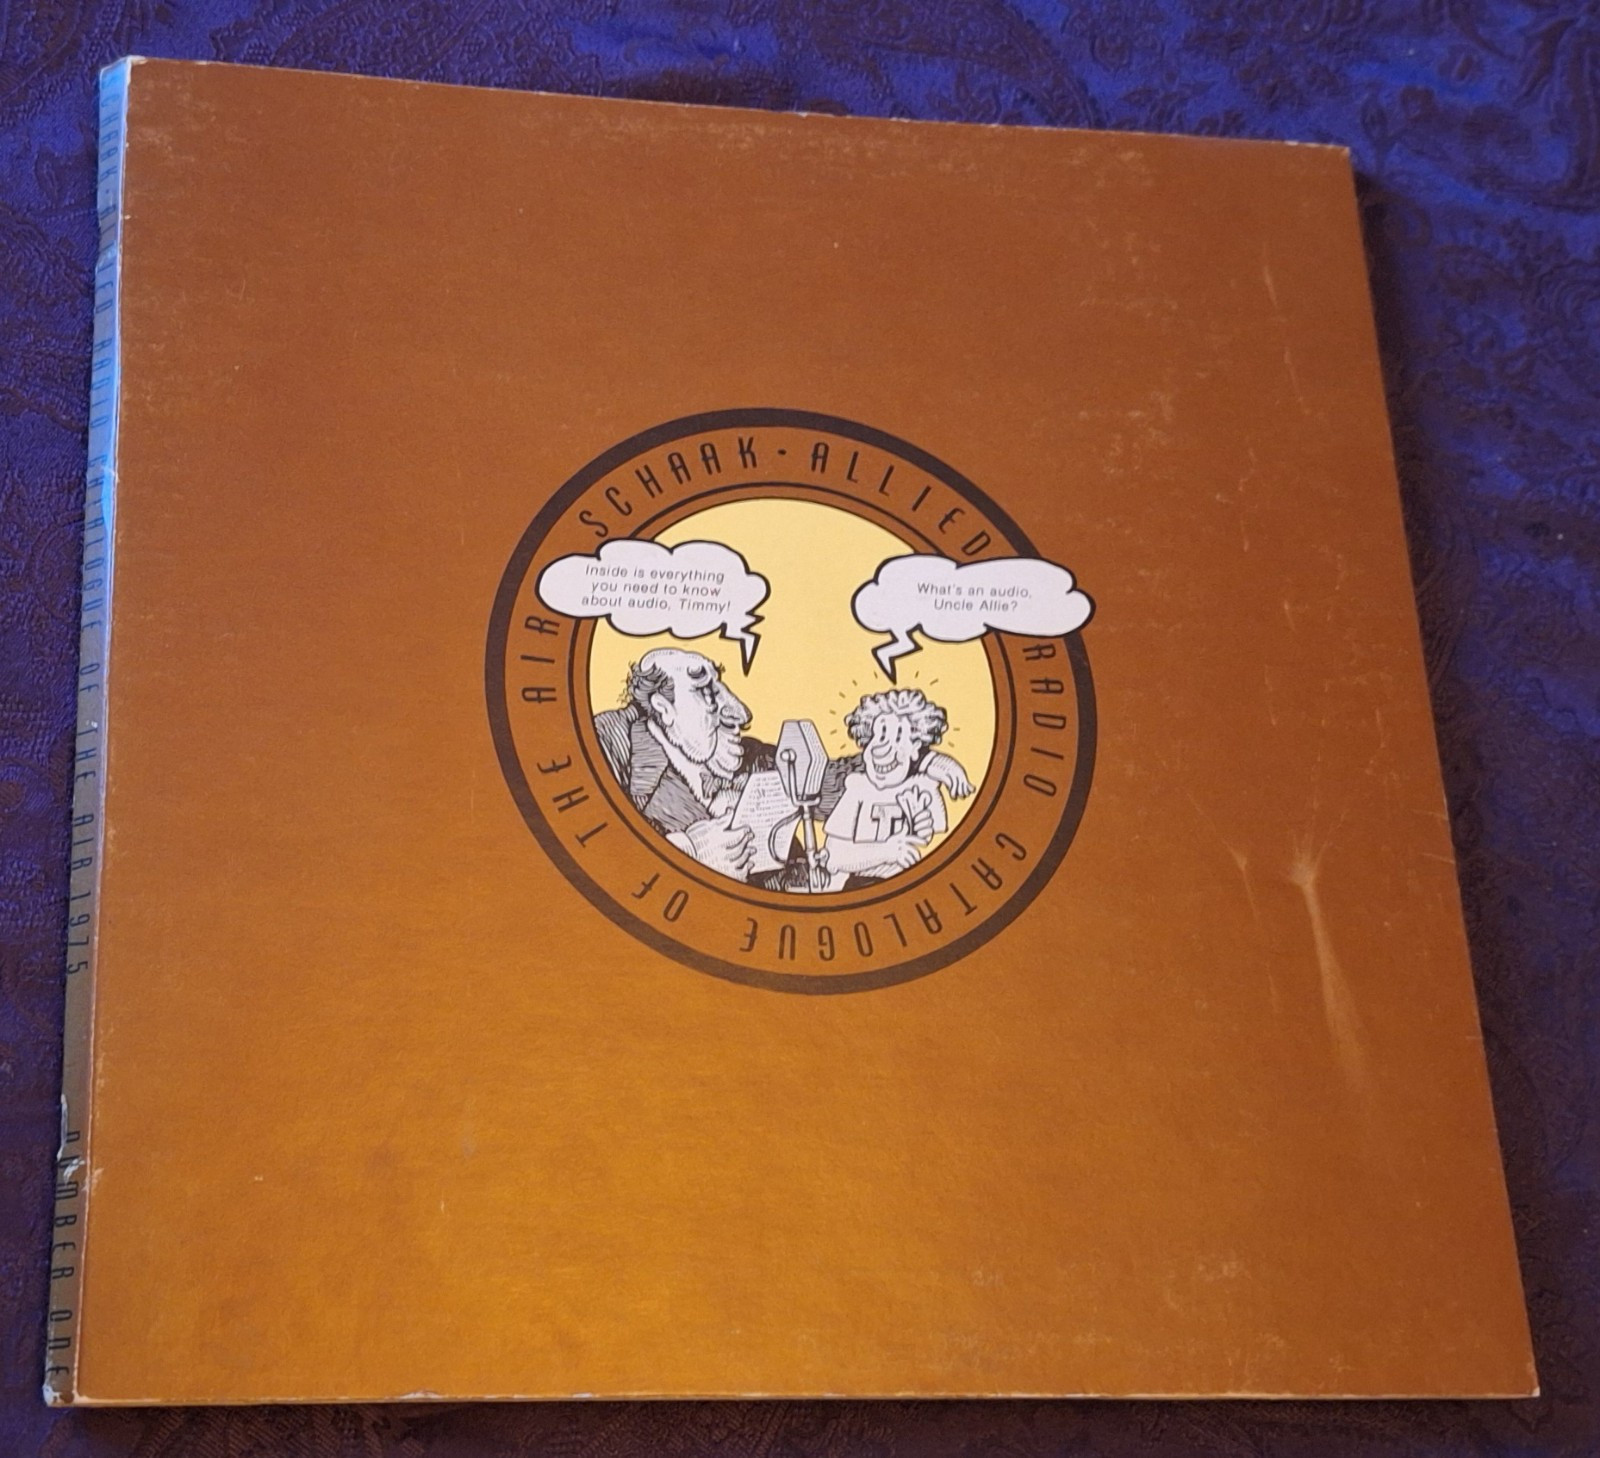 SCHAAK-ALLIED RADIO CATALOGUE OF THE AIR 1975 NUMBER ONE
SCHAAK-ALLIED RADIO CATALOGUE OF THE AIR
Inside is everything
you need to know
about audio, Timmy!
What's an audio,
Uncle Allie?
T